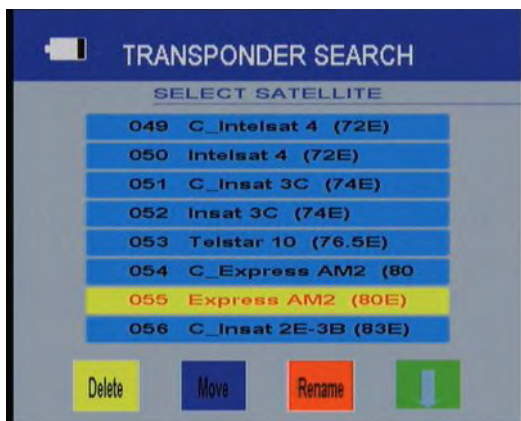 TRANSPONDER SEARCH
SELECT SATELLITE
049 C_Intelsat 4 (72E)
050 Intelsat 4 (72E)
051 C_Insat 3C (74E)
052 Insat 3C (74E)
053 Telstar 10 (76.5E)
054 C_Express AM2 (80
055 Express AM2 (80E)
056 C_Insat 2E-3B (83E)
Delete Move Rename